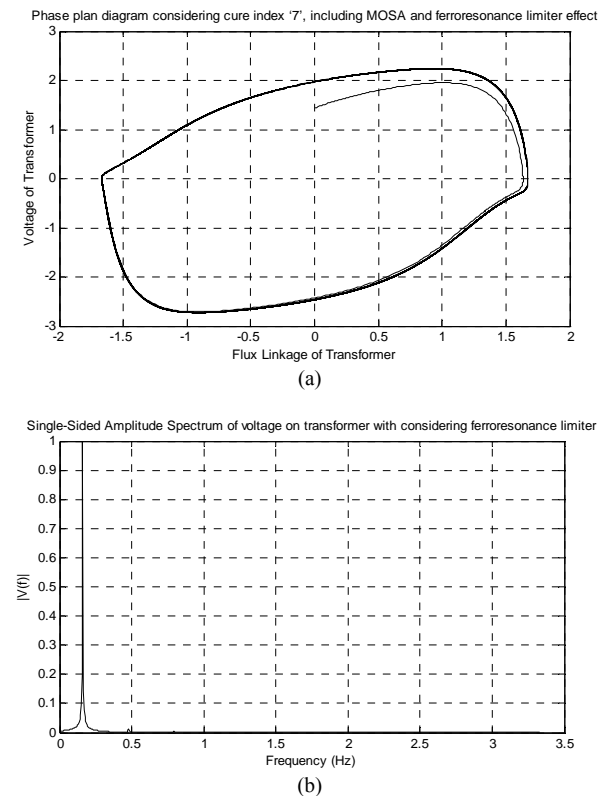 Phase plan diagram considering cure index ‘7’, including MOSA and ferroresonance limiter effect
3
2
1
0
-1
-2
-3
Voltage of Transformer
-2 -1.5 -1 -0.5 0 0.5 1 1.5 2
Flux Linkage of Transformer
(a)
Single-Sided Amplitude Spectrum of voltage on transformer with considering ferroresonance limiter
1
0.9
0.8
0.7
0.6
0.5
0.4
0.3
0.2
0.1
0
|V(f)|
0 0.5 1 1.5 2 2.5 3 3.5
Frequency (Hz)
(b)